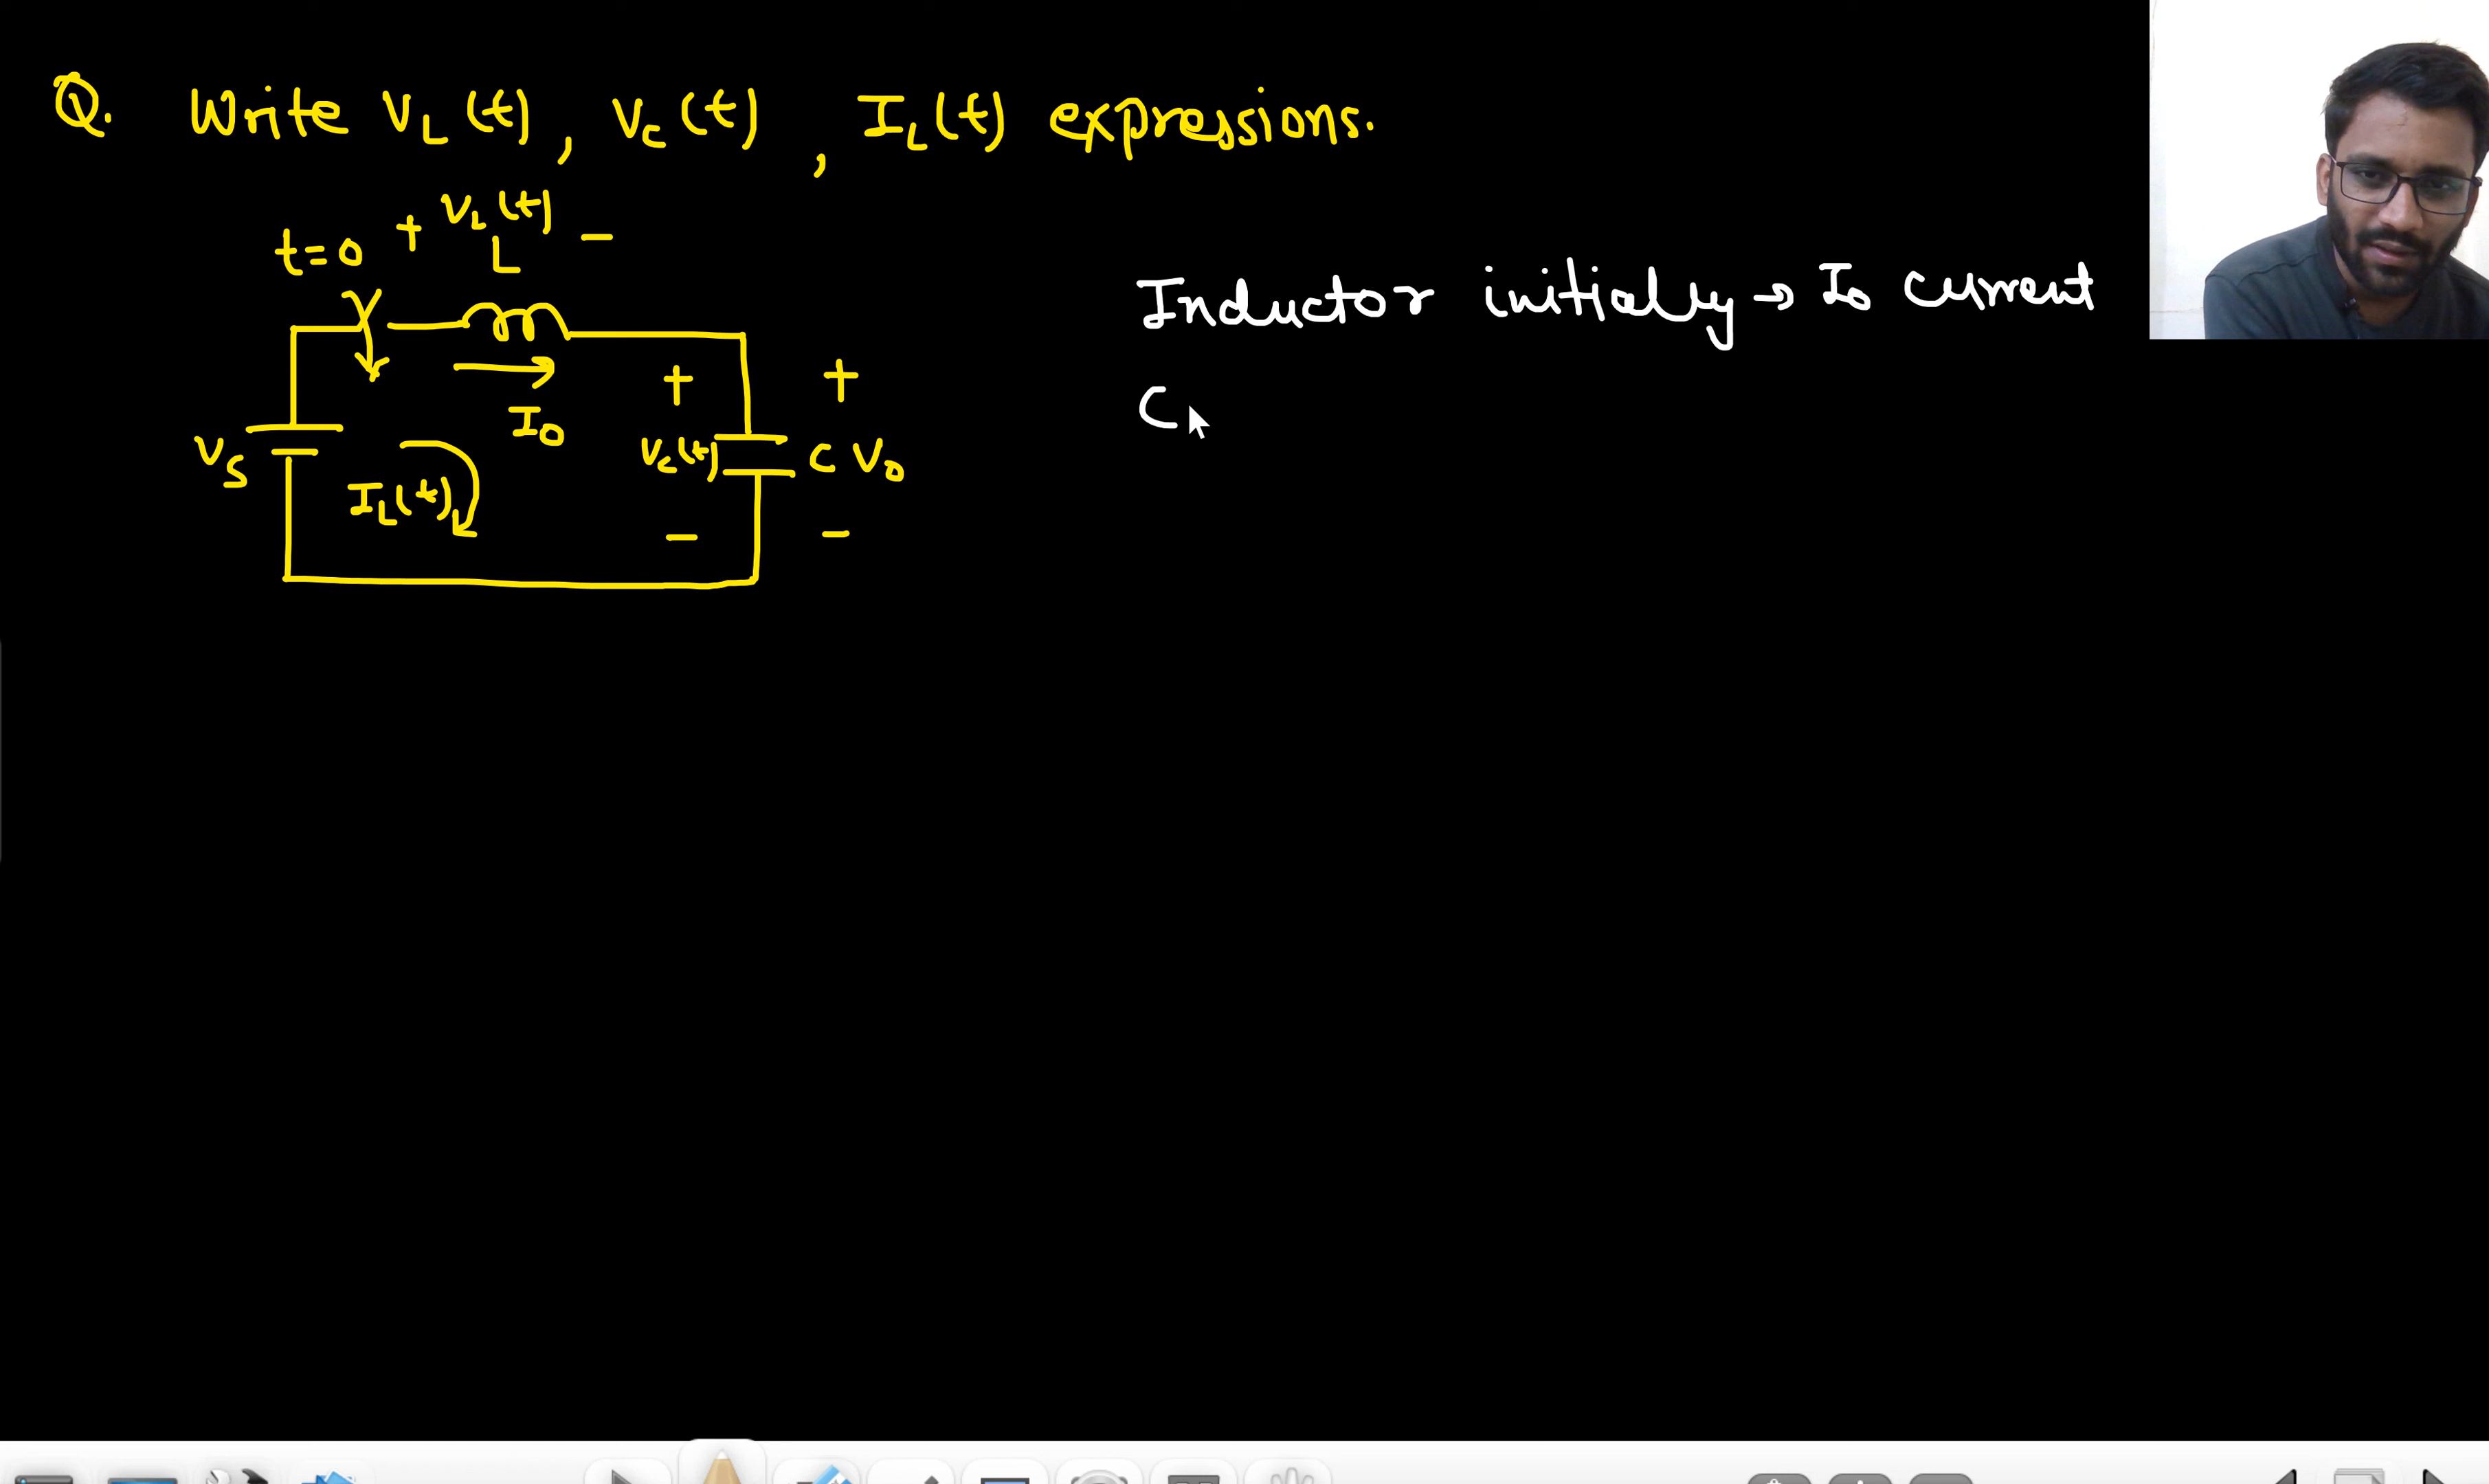 Q. Write VL(t), Vc(t), IL(t) expressions.
t=0 + VL(t) -
L
Inductor initially → Io current
C
+ +
Io
Vs Vc(t) C Vo
IL(t)
- -